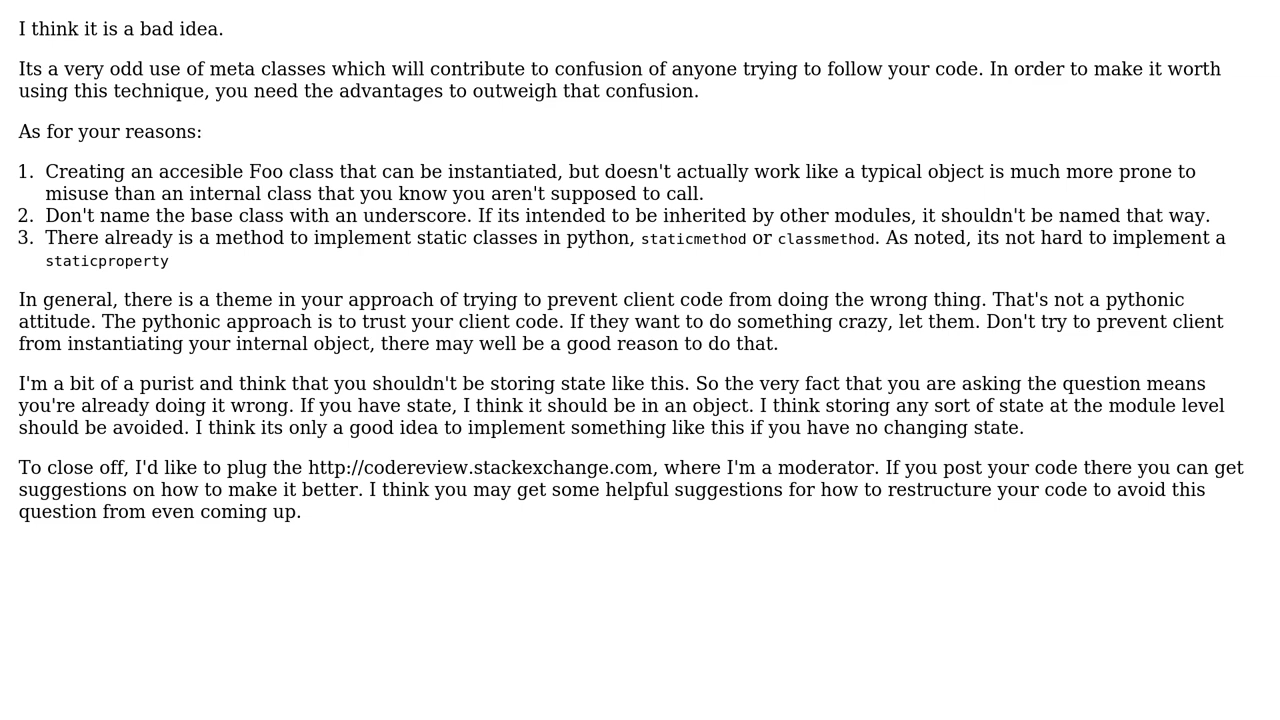 I think it is a bad idea.
Its a very odd use of meta classes which will contribute to confusion of anyone trying to follow your code. In order to make it worth
using this technique, you need the advantages to outweigh that confusion.
As for your reasons:
1. Creating an accesible Foo class that can be instantiated, but doesn't actually work like a typical object is much more prone to
misuse than an internal class that you know you aren't supposed to call.
2. Don't name the base class with an underscore. If its intended to be inherited by other modules, it shouldn't be named that way.
3. There already is a method to implement static classes in python, staticmethod or classmethod. As noted, its not hard to implement a
staticproperty
In general, there is a theme in your approach of trying to prevent client code from doing the wrong thing. That's not a pythonic
attitude. The pythonic approach is to trust your client code. If they want to do something crazy, let them. Don't try to prevent client
from instantiating your internal object, there may well be a good reason to do that.
I'm a bit of a purist and think that you shouldn't be storing state like this. So the very fact that you are asking the question means
you're already doing it wrong. If you have state, I think it should be in an object. I think storing any sort of state at the module level
should be avoided. I think its only a good idea to implement something like this if you have no changing state.
To close off, I'd like to plug the http://codereview.stackexchange.com, where I'm a moderator. If you post your code there you can get
suggestions on how to make it better. I think you may get some helpful suggestions for how to restructure your code to avoid this
question from even coming up.